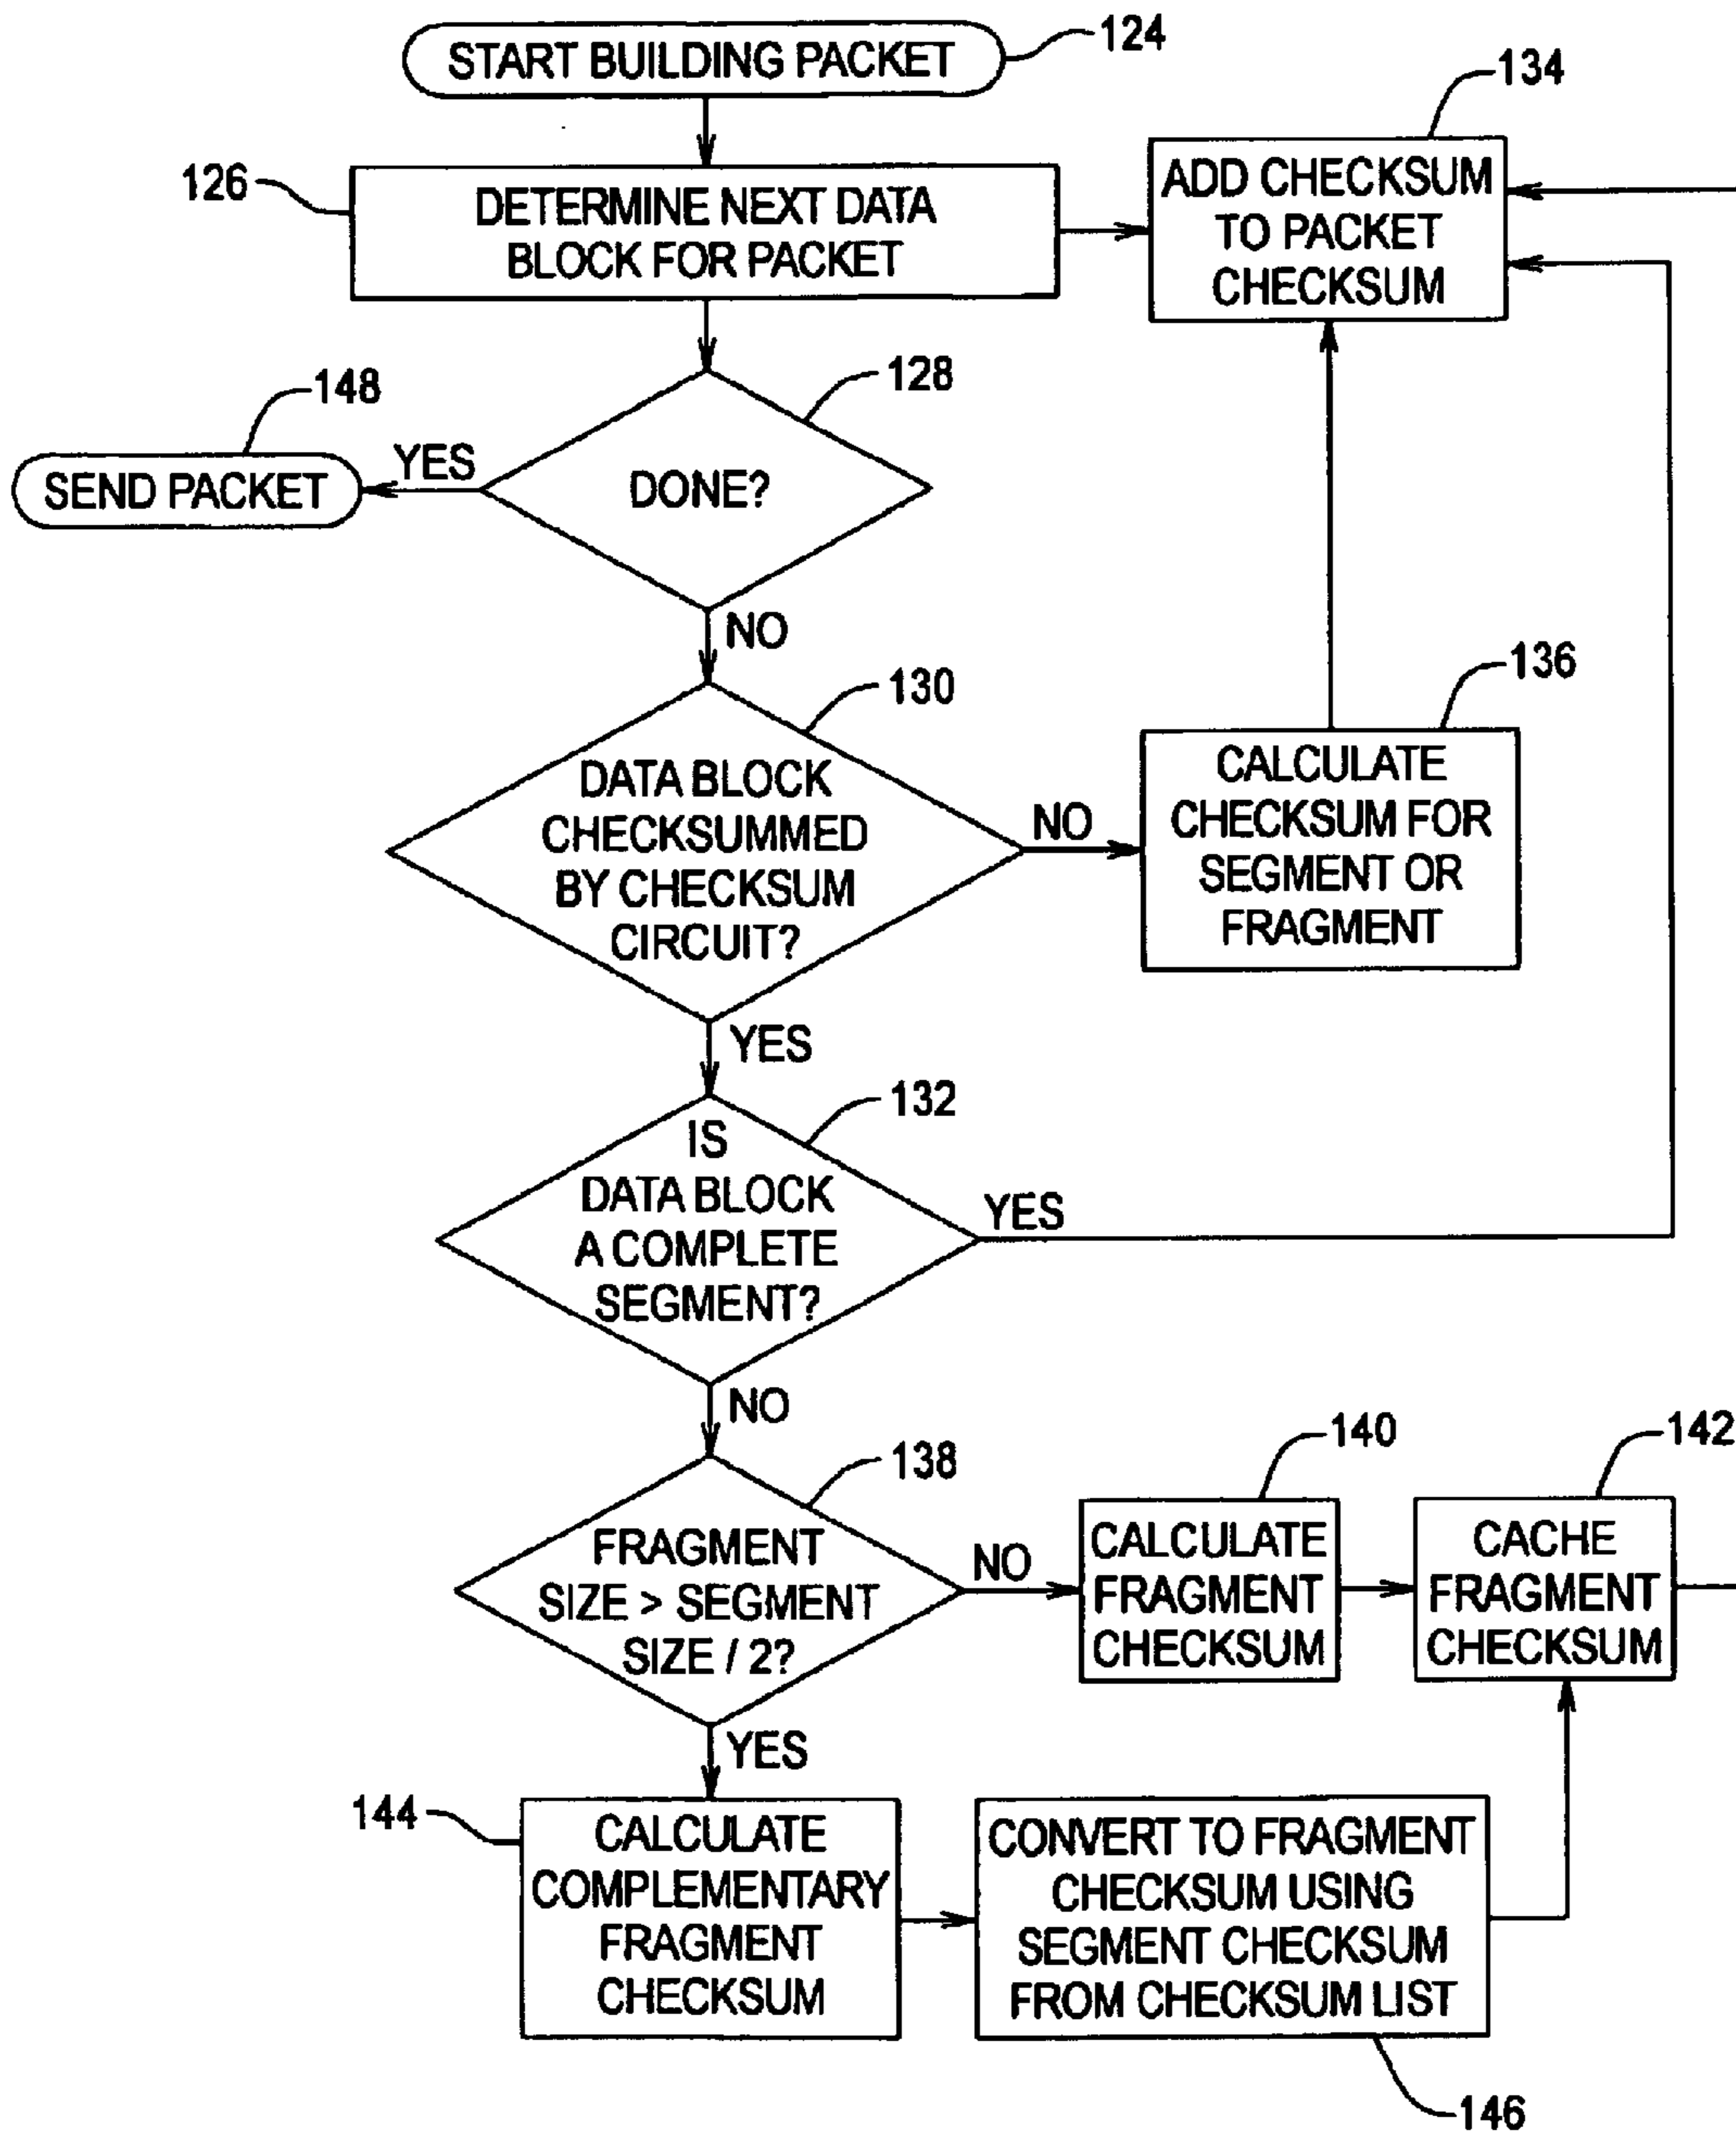 START BUILDING PACKET
124
134
126
DETERMINE NEXT DATA
BLOCK FOR PACKET
ADD CHECKSUM
TO PACKET
CHECKSUM
148
128
SEND PACKET
YES
DONE?
NO
130
136
DATA BLOCK
CHECKSUMMED
BY CHECKSUM
CIRCUIT?
NO
CALCULATE
CHECKSUM FOR
SEGMENT OR
FRAGMENT
YES
132
IS
DATA BLOCK
A COMPLETE
SEGMENT?
YES
NO
138
140
142
FRAGMENT
SIZE > SEGMENT
SIZE / 2?
NO
CALCULATE
FRAGMENT
CHECKSUM
CACHE
FRAGMENT
CHECKSUM
YES
144
CALCULATE
COMPLEMENTARY
FRAGMENT
CHECKSUM
CONVERT TO FRAGMENT
CHECKSUM USING
SEGMENT CHECKSUM
FROM CHECKSUM LIST
146